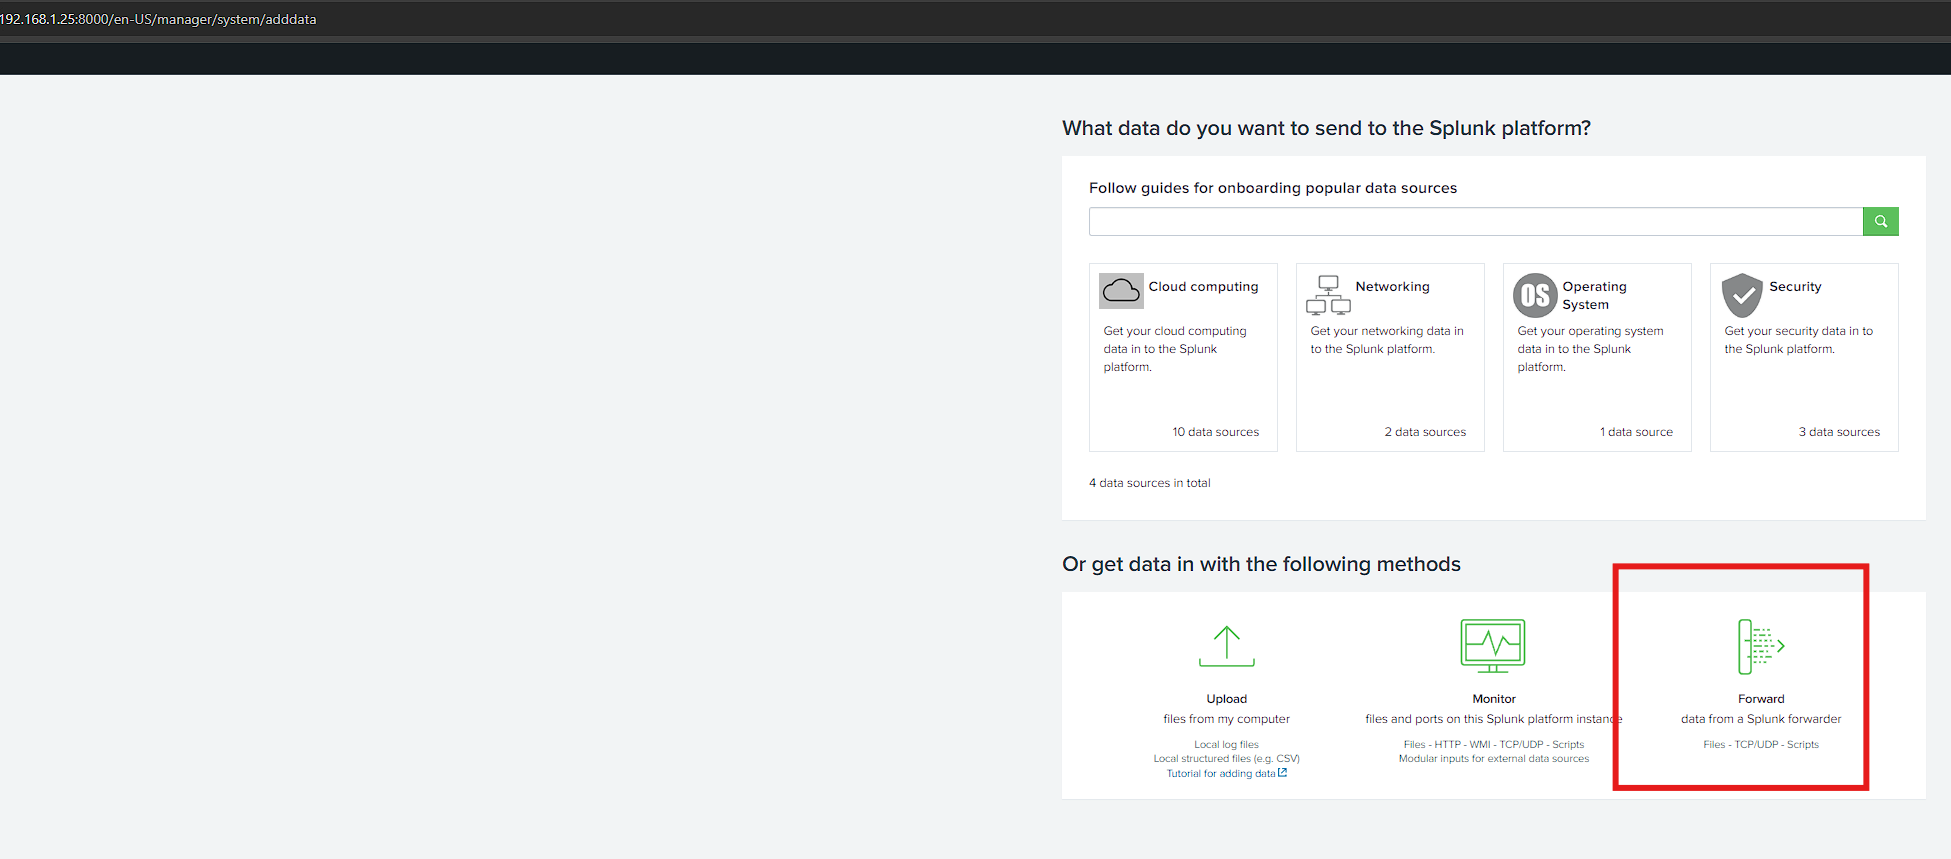 192.168.1.25:8000/en-US/manager/system/adddata
What data do you want to send to the Splunk platform?
Follow guides for onboarding popular data sources
Cloud computing
Get your cloud computing
data in to the Splunk
platform.
10 data sources
Networking
Get your networking data in
to the Splunk platform.
2 data sources
OS
Operating
System
Get your operating system
data in to the Splunk
platform.
1 data source
Security
Get your security data in to
the Splunk platform.
3 data sources
4 data sources in total
Or get data in with the following methods
Upload
files from my computer
Local log files
Local structured files (e.g. CSV)
Tutorial for adding data
Monitor
files and ports on this Splunk platform instance
Files - HTTP - WMI - TCP/UDP - Scripts
Modular inputs for external data sources
Forward
data from a Splunk forwarder
Files - TCP/UDP - Scripts